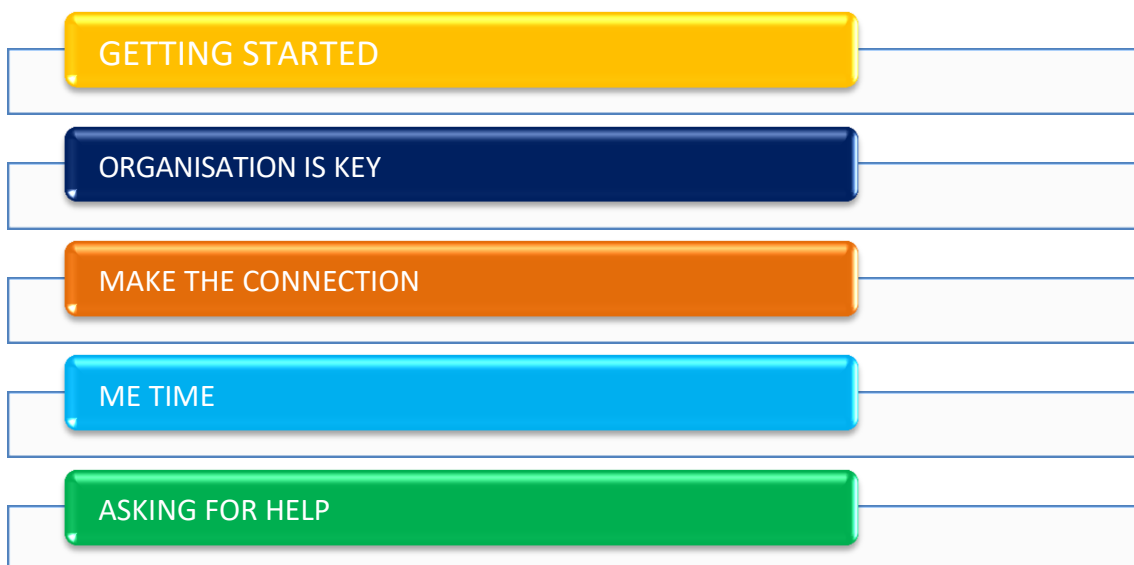 GETTING STARTED
ORGANISATION IS KEY
MAKE THE CONNECTION
ME TIME
ASKING FOR HELP